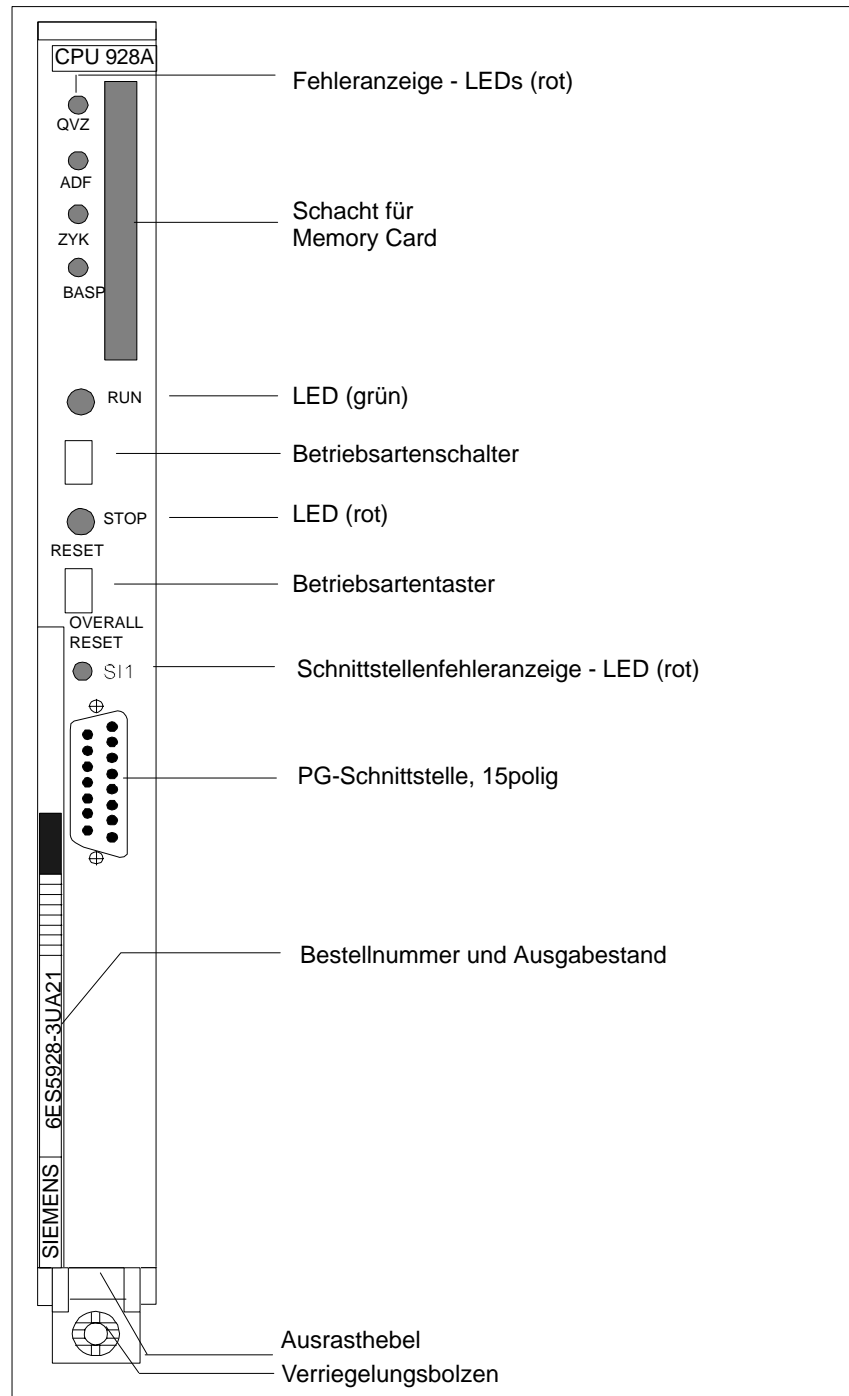 CPU 928A
Fehleranzeige - LEDs (rot)
QVZ
ADF
Schacht für
Memory Card
ZYK
BASP
RUN
LED (grün)
Betriebsartenschalter
STOP
LED (rot)
RESET
Betriebsartentaster
OVERALL
RESET
SI1
Schnittstellenfehleranzeige - LED (rot)
PG-Schnittstelle, 15polig
Bestellnummer und Ausgabestand
6ES5928-3UA21
SIEMENS
Ausrasthebel
Verriegelungsbolzen